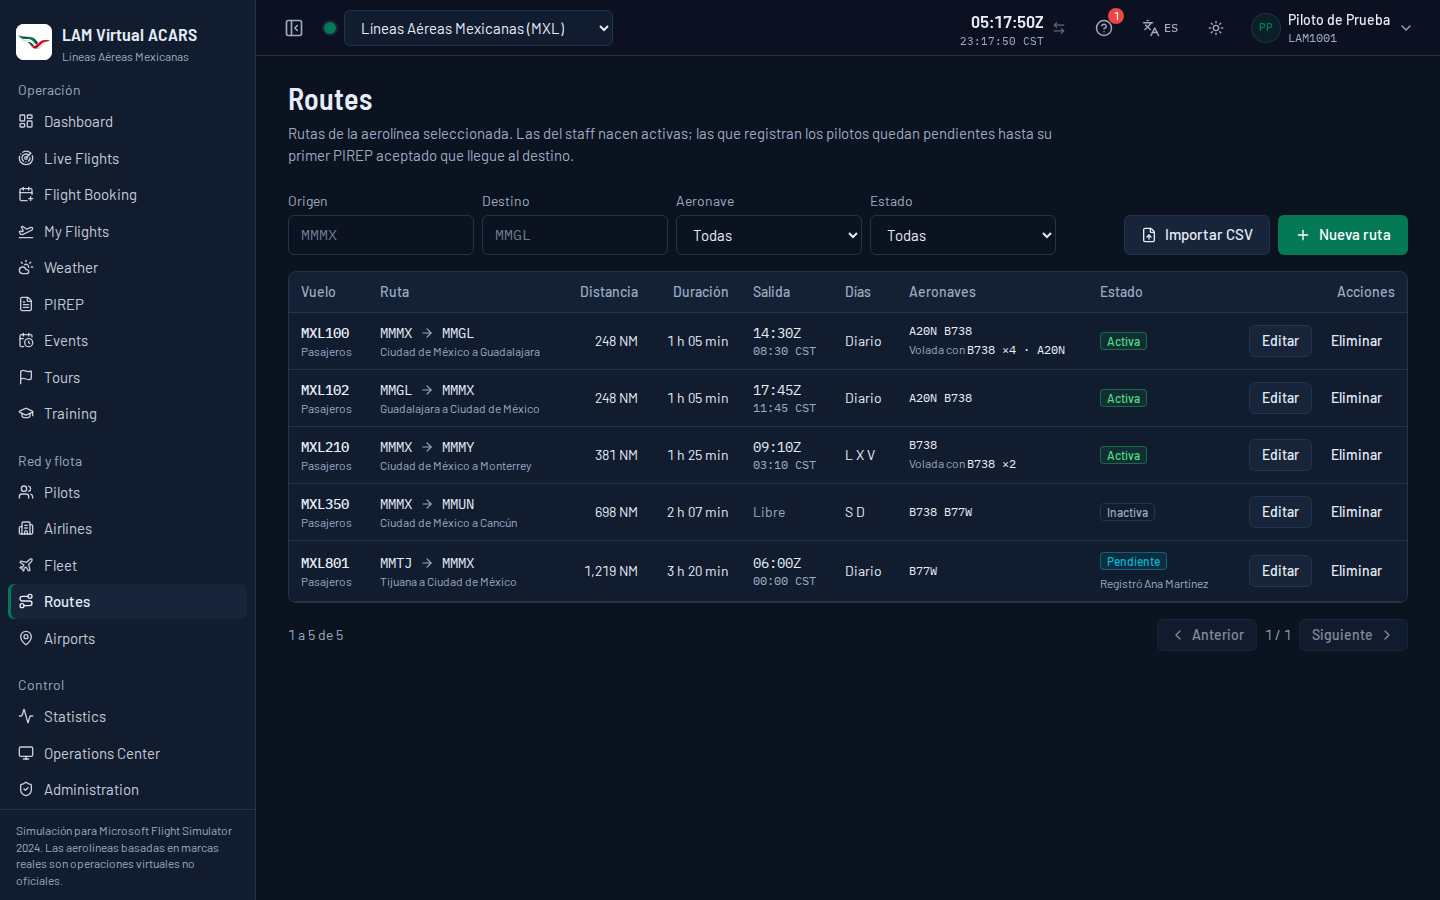 LAM Virtual ACARS
Líneas Aéreas Mexicanas
Operación
Dashboard
Live Flights
Flight Booking
My Flights
Weather
PIREP
Events
Tours
Training
Red y flota
Pilots
Airlines
Fleet
Routes
Airports
Control
Statistics
Operations Center
Administration
Simulación para Microsoft Flight Simulator
2024. Las aerolíneas basadas en marcas
reales son operaciones virtuales no
oficiales.
Líneas Aéreas Mexicanas (MXL)
05:17:50Z
23:17:50 CST
1
ES
PP
Piloto de Prueba
LAM1001
Routes
Rutas de la aerolínea seleccionada. Las del staff nacen activas; las que registran los pilotos quedan pendientes hasta su
primer PIREP aceptado que llegue al destino.
Origen Destino Aeronave Estado
MMMX MMGL Todas Todas Importar CSV Nueva ruta
Vuelo Ruta Distancia Duración Salida Días Aeronaves Estado Acciones
MXL100 MMMX → MMGL 248 NM 1 h 05 min 14:30Z Diario A20N B738 Activa Editar Eliminar
Pasajeros Ciudad de México a Guadalajara 08:30 CST Volada con B738 ×4 · A20N
MXL102 MMGL → MMMX 248 NM 1 h 05 min 17:45Z Diario A20N B738 Activa Editar Eliminar
Pasajeros Guadalajara a Ciudad de México 11:45 CST
MXL210 MMMX → MMMY 381 NM 1 h 25 min 09:10Z L X V B738 Activa Editar Eliminar
Pasajeros Ciudad de México a Monterrey 03:10 CST Volada con B738 ×2
MXL350 MMMX → MMUN 698 NM 2 h 07 min Libre S D B738 B77W Inactiva Editar Eliminar
Pasajeros Ciudad de México a Cancún
MXL801 MMTJ → MMMX 1,219 NM 3 h 20 min 06:00Z Diario B77W Pendiente Editar Eliminar
Pasajeros Tijuana a Ciudad de México 00:00 CST Registró Ana Martínez
1 a 5 de 5 Anterior 1 / 1 Siguiente